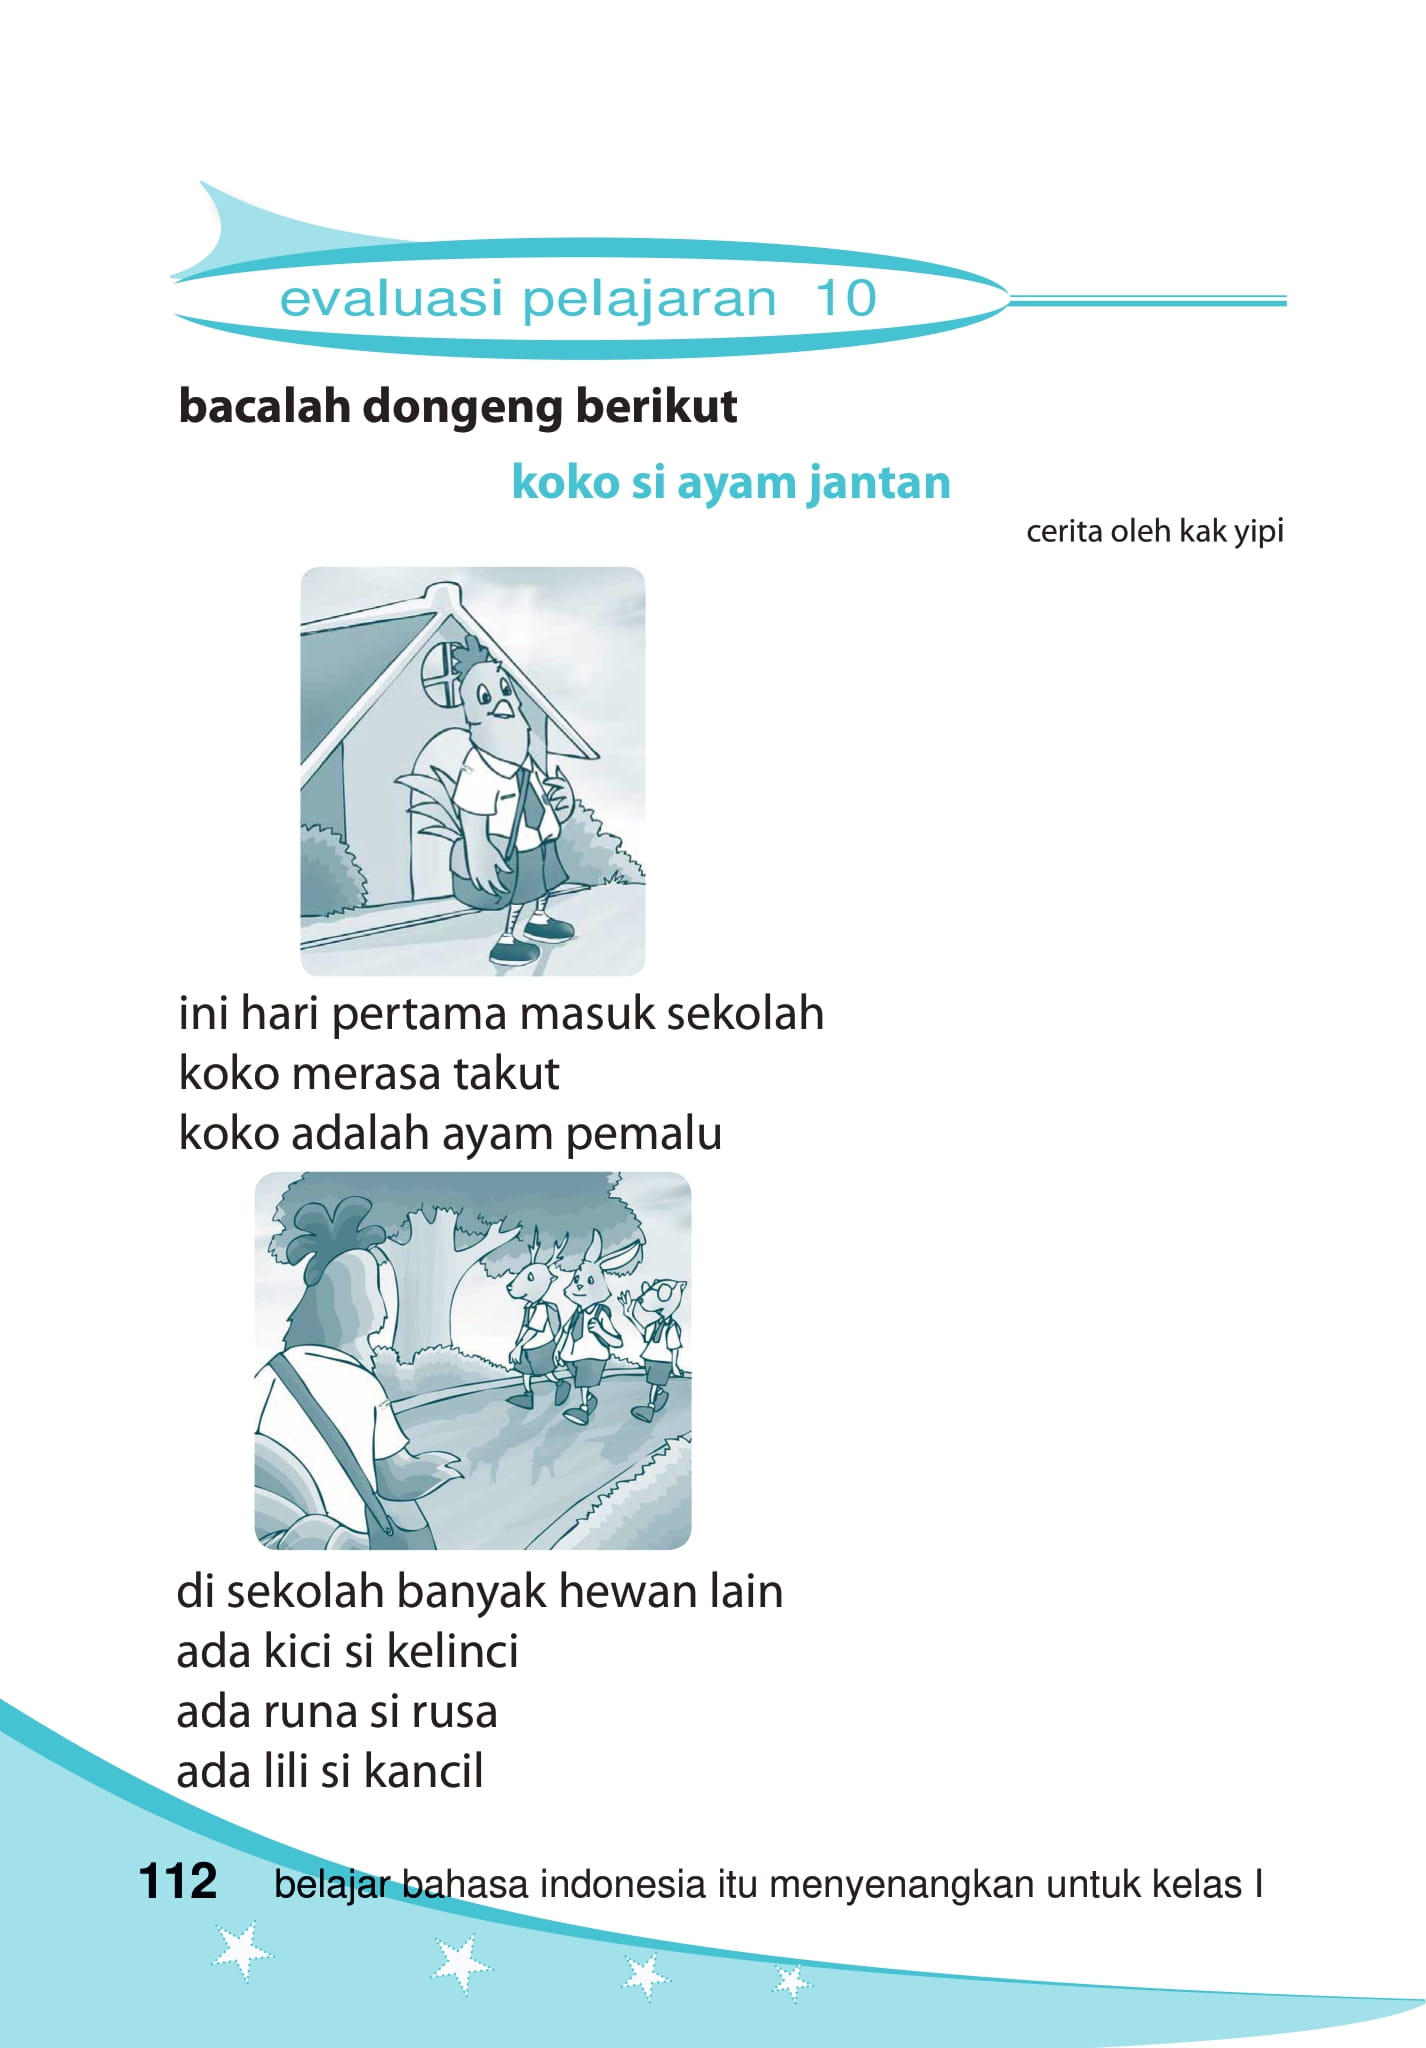 evaluasi pelajaran 10
bacalah dongeng berikut
koko si ayam jantan
cerita oleh kak yipi
ini hari pertama masuk sekolah
koko merasa takut
koko adalah ayam pemalu
di sekolah banyak hewan lain
ada kici si kelinci
ada runa si rusa
ada lili si kancil
112 belajar bahasa indonesia itu menyenangkan untuk kelas I